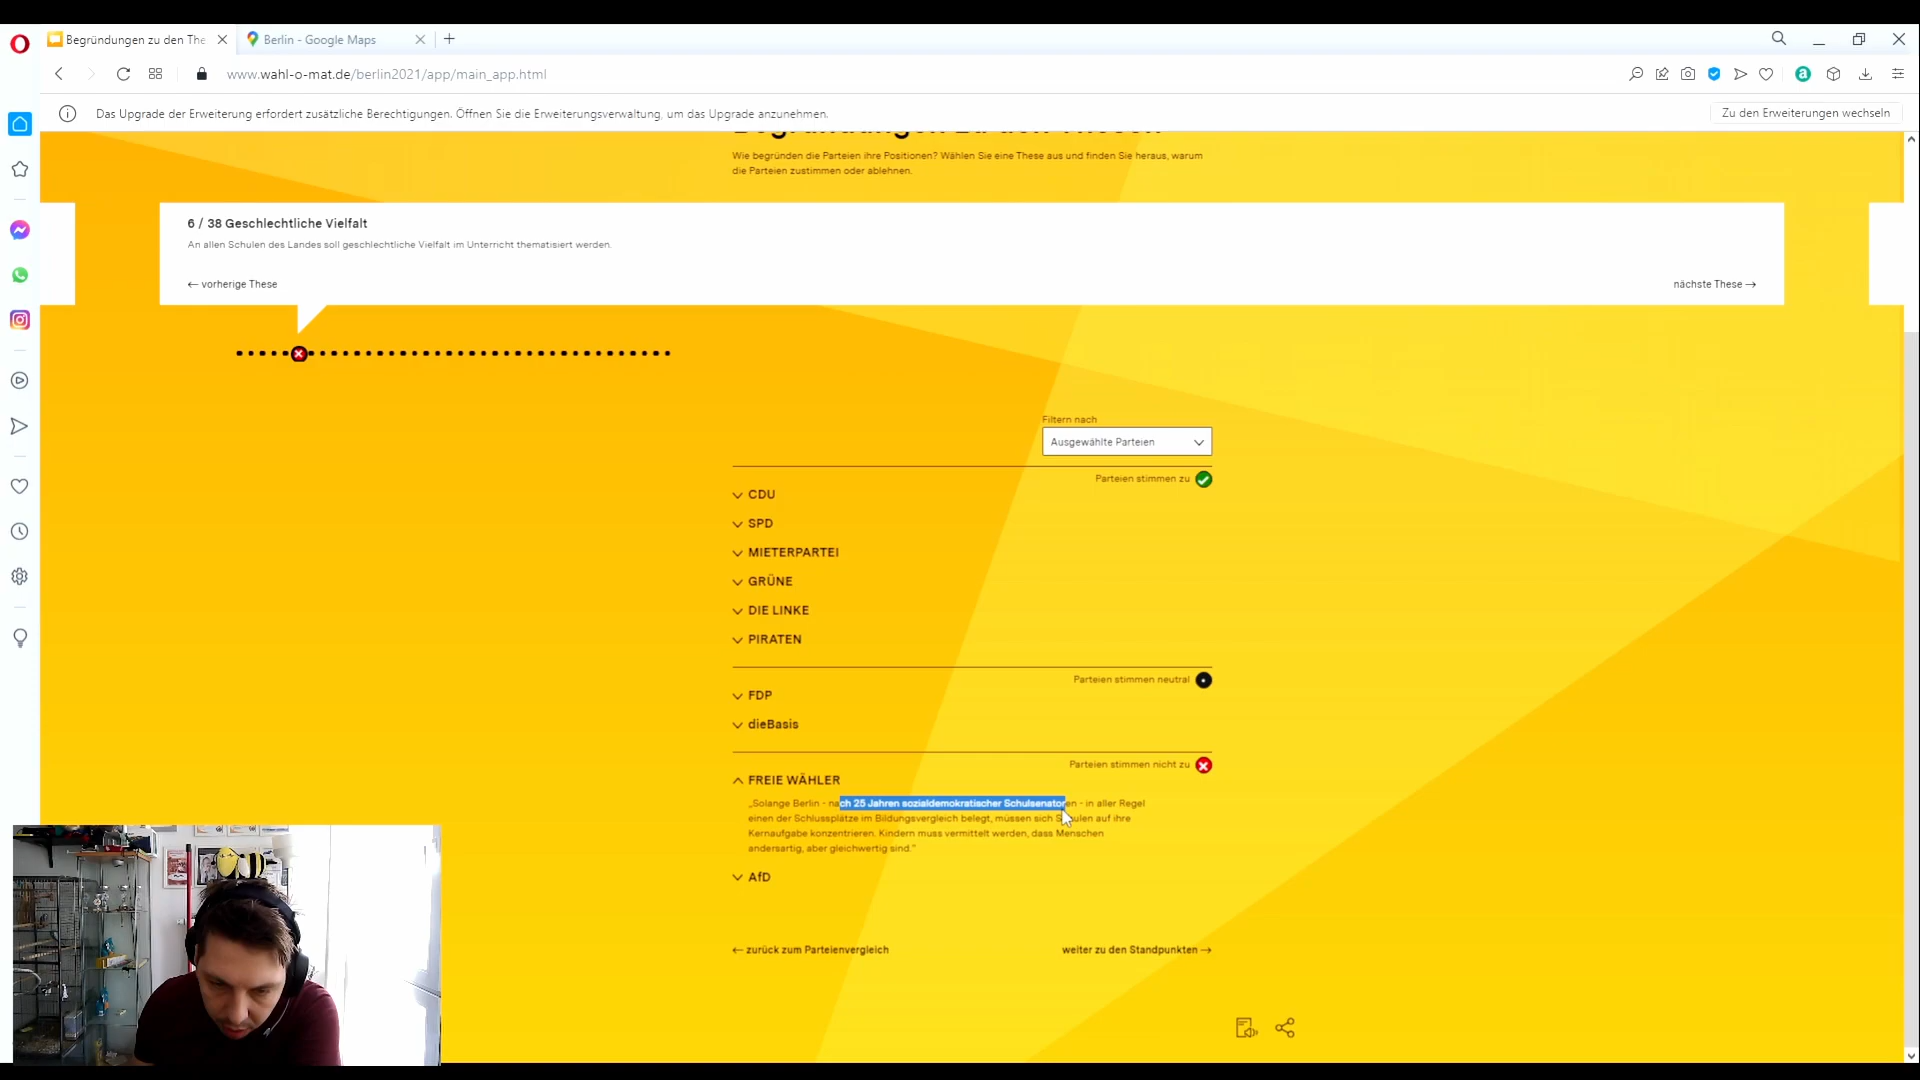 Begründungen zu den The
Berlin - Google Maps
www.wahl-o-mat.de/berlin2021/app/main_app.html
Das Upgrade der Erweiterung erfordert zusätzliche Berechtigungen. Öffnen Sie die Erweiterungsverwaltung, um das Upgrade anzunehmen.
Zu den Erweiterungen wechseln
Begründungen zu den Thesen
Wie begründen die Parteien ihre Positionen? Wählen Sie eine These aus und finden Sie heraus, warum
die Parteien zustimmen oder ablehnen.
6 / 38 Geschlechtliche Vielfalt
An allen Schulen des Landes soll geschlechtliche Vielfalt im Unterricht thematisiert werden.
← vorherige These
nächste These →
Filtern nach
Ausgewählte Parteien
Parteien stimmen zu
CDU
SPD
MIETERPARTEI
GRÜNE
DIE LINKE
PIRATEN
Parteien stimmen neutral
FDP
dieBasis
Parteien stimmen nicht zu
FREIE WÄHLER
„Solange Berlin - nach 25 Jahren sozialdemokratischer Schulsenatoren - in aller Regel
einen der Schlussplätze im Bildungsvergleich belegt, müssen sich Schulen auf ihre
Kernaufgabe konzentrieren. Kindern muss vermittelt werden, dass Menschen
andersartig, aber gleichwertig sind."
AfD
← zurück zum Parteienvergleich
weiter zu den Standpunkten →